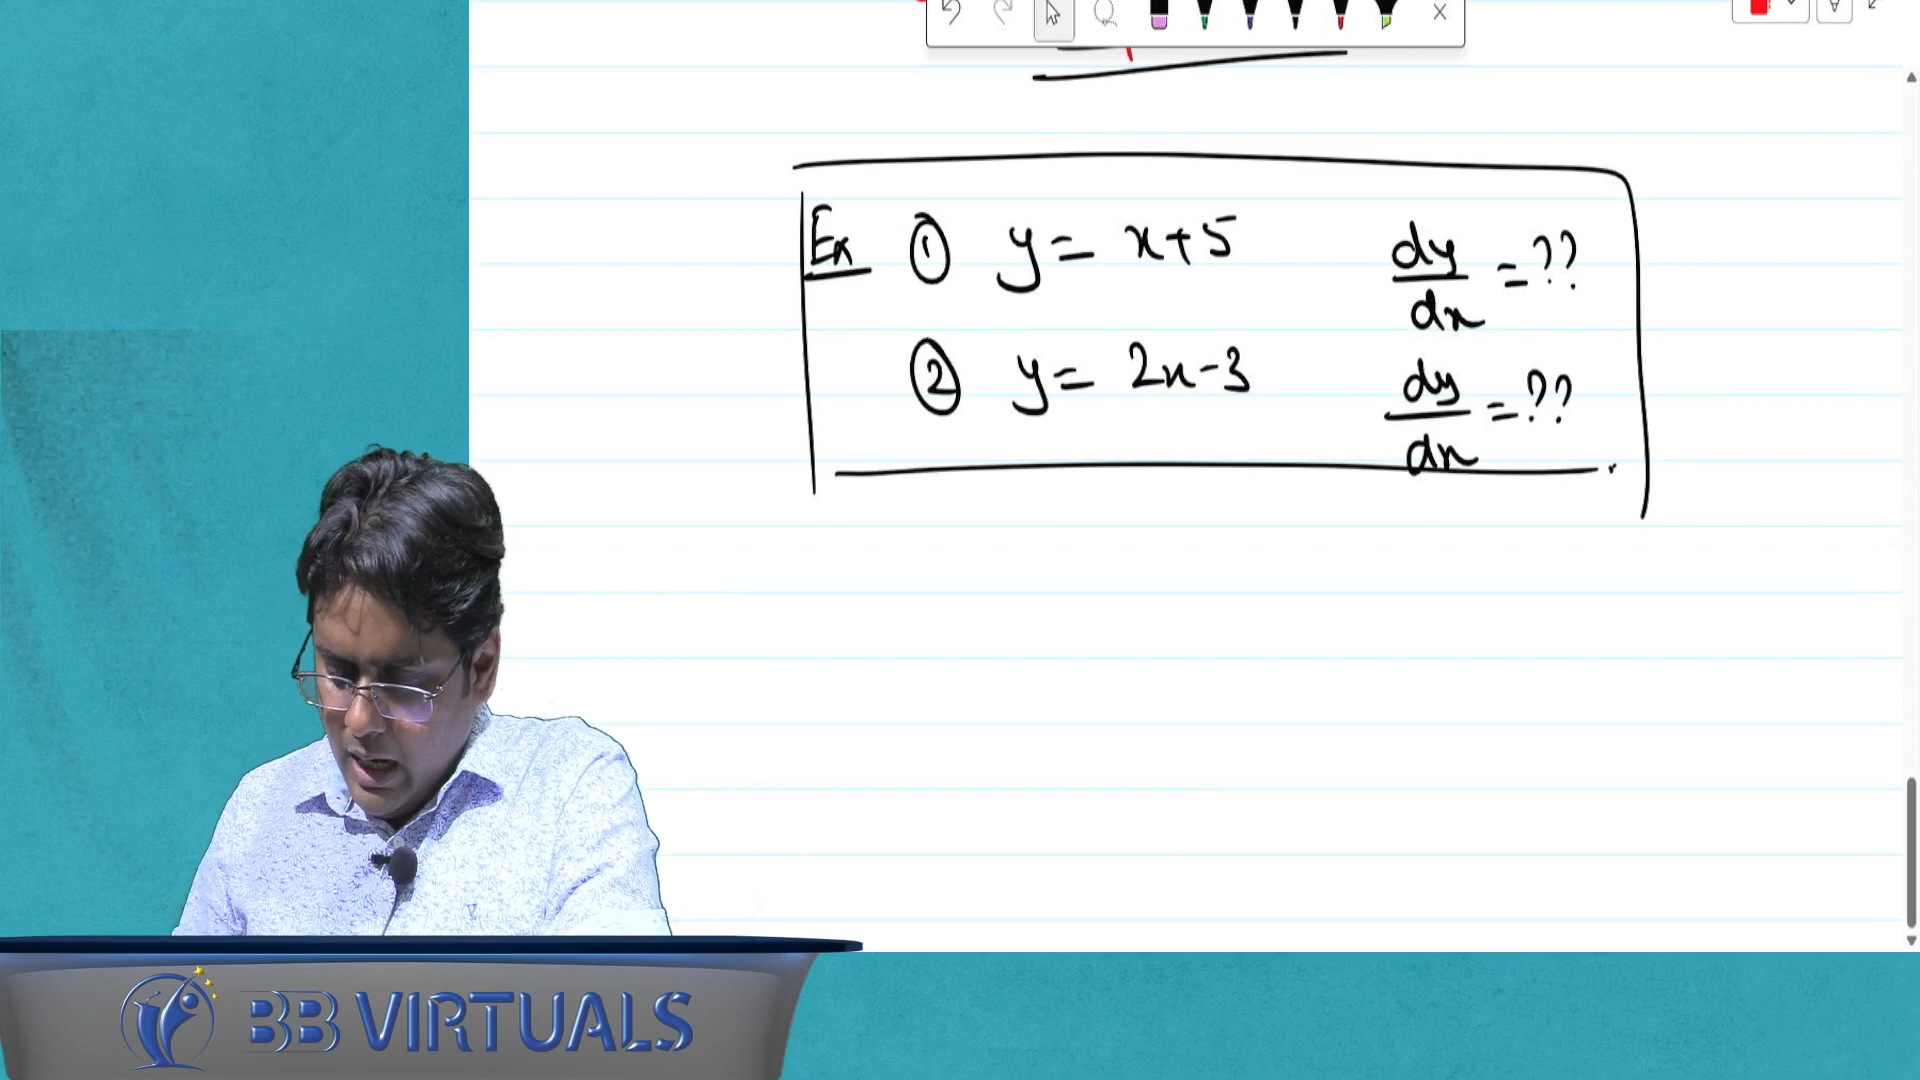 Ex ① y = x+5 dy/dx = ??
② y = 2x-3 dy/dx = ??
BB VIRTUALS